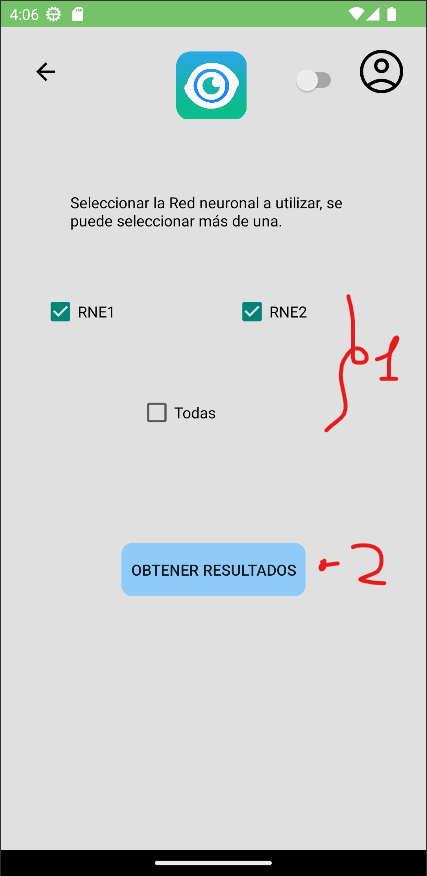 4:06
Seleccionar la Red neuronal a utilizar, se
puede seleccionar más de una.
RNE1 RNE2
1
Todas
OBTENER RESULTADOS - 2